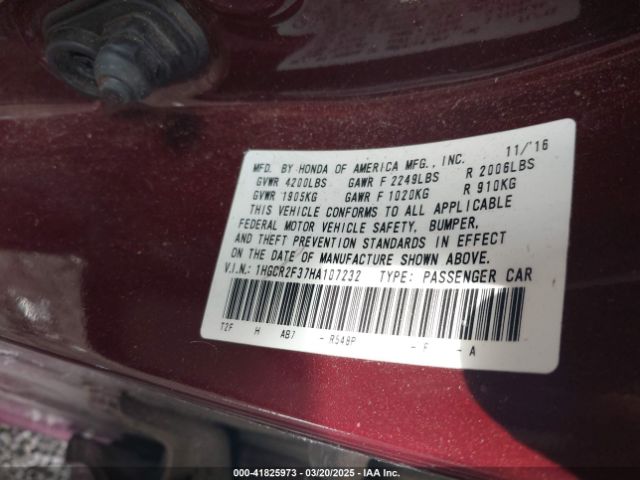 MFD. BY HONDA OF AMERICA MFG., INC. 11/'16
GVWR 4200LBS GAWR F 2249LBS R 2006LBS
GVWR 1905KG GAWR F 1020KG R 910KG
THIS VEHICLE CONFORMS TO ALL APPLICABLE
FEDERAL MOTOR VEHICLE SAFETY, BUMPER,
AND THEFT PREVENTION STANDARDS IN EFFECT
ON THE DATE OF MANUFACTURE SHOWN ABOVE.
V.I.N.: 1HGCR2F37HA107232 TYPE: PASSENGER CAR
T2F H AB7 - R548P - F - A
000-41825973 — 03/20/2025 — IAA Inc.